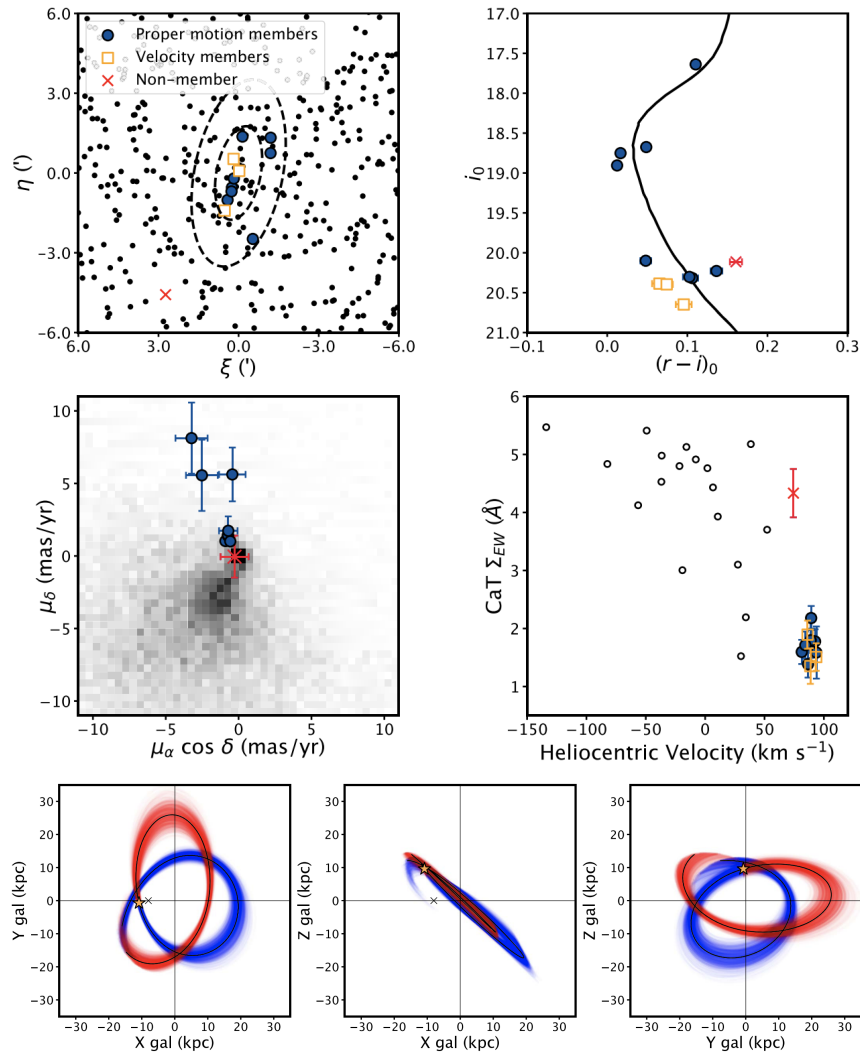 6.0
3.0
0.0
−3.0
−6.0
η (')
Proper motion members
Velocity members
Non−member
6.0 3.0 0.0 −3.0 −6.0
ξ (')
17.0
17.5
18.0
18.5
19.0
19.5
20.0
20.5
21.0
i0
−0.1 0.0 0.1 0.2 0.3
(r − i)0
10
5
0
−5
−10
μδ (mas/yr)
−10 −5 0 5 10
μα cos δ (mas/yr)
6
5
4
3
2
1
CaT ΣEW (Å)
−150 −100 −50 0 50 100
Heliocentric Velocity (km s−1)
30
20
10
0
−10
−20
−30
Y gal (kpc)
−30 −20 −10 0 10 20 30
X gal (kpc)
30
20
10
0
−10
−20
−30
Z gal (kpc)
−30 −20 −10 0 10 20 30
X gal (kpc)
30
20
10
0
−10
−20
−30
Z gal (kpc)
−30 −20 −10 0 10 20 30
Y gal (kpc)